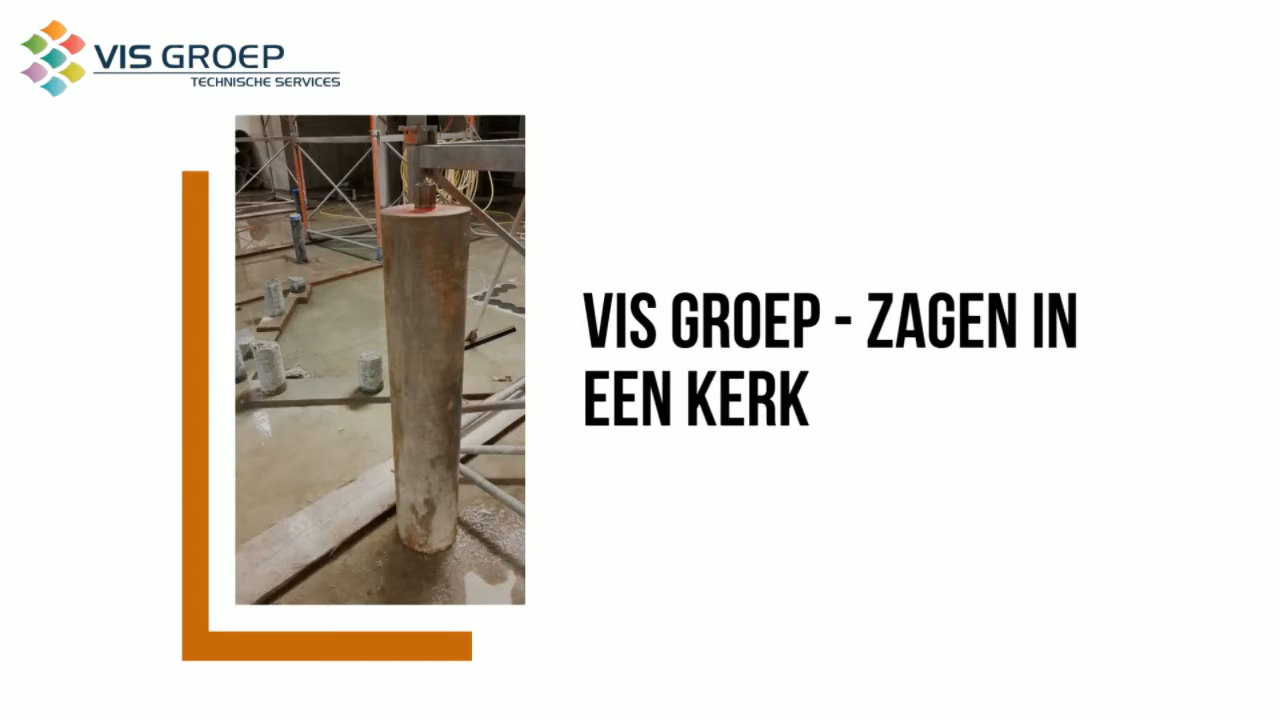 VIS GROEP
TECHNISCHE SERVICES
VIS GROEP - ZAGEN IN
EEN KERK